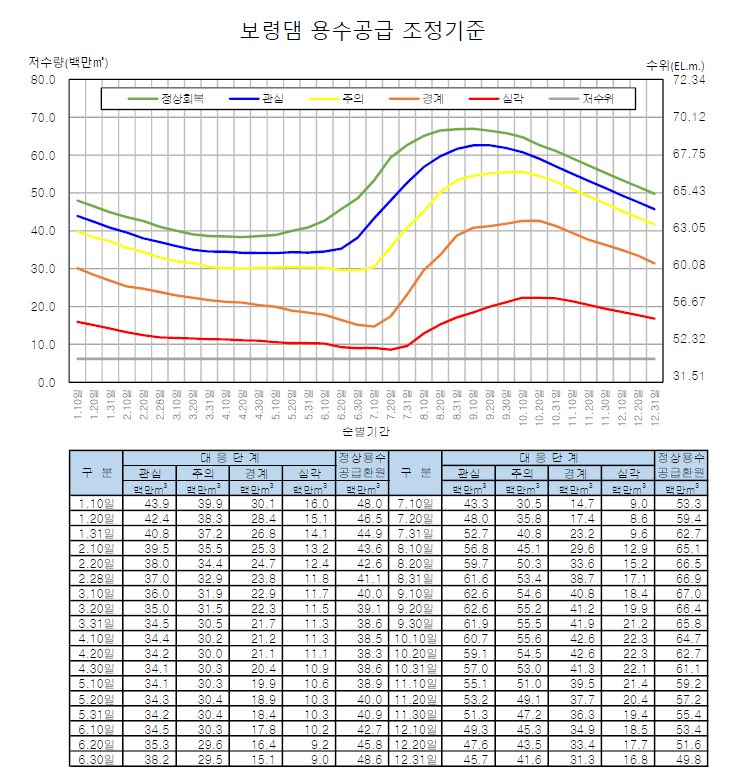 보령댐 용수공급 조정기준
저수량(백만㎥)
수위(EL.m.)
정상회복 관심 주의 경계 심각 저수위
80.0 72.34
70.0 70.12
60.0 67.75
50.0 65.43
40.0 63.05
30.0 60.08
20.0 56.67
10.0 52.32
0.0 31.51
1.10일 1.20일 1.31일 2.10일 2.20일 2.28일 3.10일 3.20일 3.31일 4.10일 4.20일 4.30일 5.10일 5.20일 5.31일 6.10일 6.20일 6.30일 7.10일 7.20일 7.31일 8.10일 8.20일 8.31일 9.10일 9.20일 9.30일 10.10일 10.20일 10.31일 11.10일 11.20일 11.30일 12.10일 12.20일 12.31일
순별기간
구 분 대 응 단 계 정상용수 공급환원 구 분 대 응 단 계 정상용수 공급환원
관심 주의 경계 심각 관심 주의 경계 심각
백만m³ 백만m³ 백만m³ 백만m³ 백만m³ 백만m³ 백만m³ 백만m³ 백만m³ 백만m³
1.10일 43.9 39.9 30.1 16.0 48.0 7.10일 43.3 30.5 14.7 9.0 53.3
1.20일 42.4 38.3 28.4 15.1 46.5 7.20일 48.0 35.8 17.4 8.6 59.4
1.31일 40.8 37.2 26.8 14.1 44.9 7.31일 52.7 40.8 23.2 9.6 62.7
2.10일 39.5 35.5 25.3 13.2 43.6 8.10일 56.8 45.1 29.6 12.9 65.1
2.20일 38.0 34.4 24.7 12.4 42.6 8.20일 59.7 50.3 33.6 15.2 66.5
2.28일 37.0 32.9 23.8 11.8 41.1 8.31일 61.6 53.4 38.7 17.1 66.9
3.10일 36.0 31.9 22.9 11.7 40.0 9.10일 62.6 54.6 40.8 18.4 67.0
3.20일 35.0 31.5 22.3 11.5 39.1 9.20일 62.6 55.2 41.2 19.9 66.4
3.31일 34.5 30.5 21.7 11.3 38.6 9.30일 61.9 55.5 41.9 21.2 65.8
4.10일 34.4 30.2 21.2 11.3 38.5 10.10일 60.7 55.6 42.6 22.3 64.7
4.20일 34.2 30.0 21.1 11.1 38.3 10.20일 59.1 54.5 42.6 22.3 62.7
4.30일 34.1 30.3 20.4 10.9 38.6 10.31일 57.0 53.0 41.3 22.1 61.1
5.10일 34.1 30.3 19.9 10.6 38.9 11.10일 55.1 51.0 39.5 21.4 59.2
5.20일 34.3 30.4 18.9 10.3 40.0 11.20일 53.2 49.1 37.7 20.4 57.2
5.31일 34.2 30.4 18.4 10.3 40.9 11.30일 51.3 47.2 36.3 19.4 55.4
6.10일 34.5 30.3 17.8 10.2 42.7 12.10일 49.3 45.3 34.9 18.5 53.4
6.20일 35.3 29.6 16.4 9.2 45.8 12.20일 47.6 43.5 33.4 17.7 51.6
6.30일 38.2 29.5 15.1 9.0 48.6 12.31일 45.7 41.6 31.3 16.8 49.8